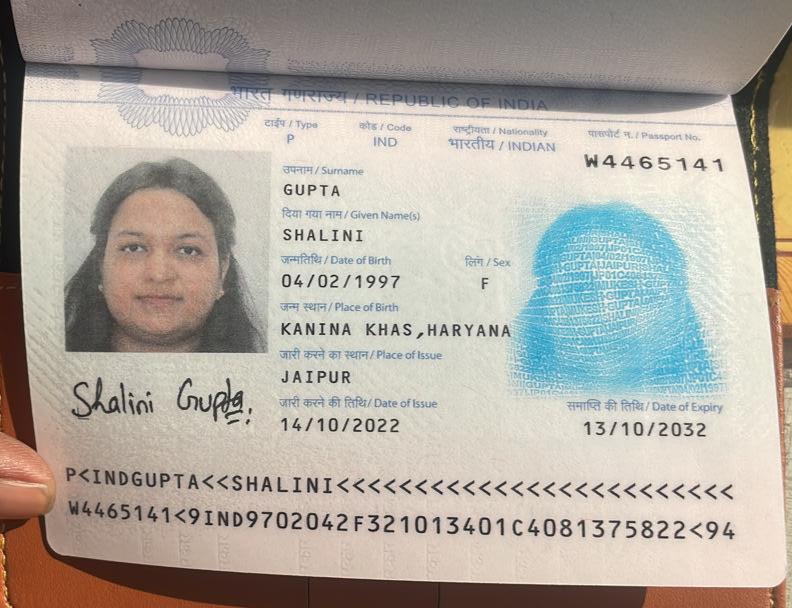 भारत गणराज्य / REPUBLIC OF INDIA
टाईप / Type कोड / Code राष्ट्रीयता / Nationality पासपोर्ट न. / Passport No.
P IND भारतीय / INDIAN W4465141
उपनाम / Surname
GUPTA
दिया गया नाम / Given Name(s)
SHALINI
जन्मतिथि / Date of Birth लिंग / Sex
04/02/1997 F
जन्म स्थान / Place of Birth
KANINA KHAS,HARYANA
जारी करने का स्थान / Place of Issue
JAIPUR
जारी करने की तिथि / Date of Issue समाप्ति की तिथि / Date of Expiry
14/10/2022 13/10/2032
Shalini Gupta.
P<INDGUPTA<<SHALINI<<<<<<<<<<<<<<<<<<<<<<<<<
W4465141<9IND9702042F321013401C4081375822<94